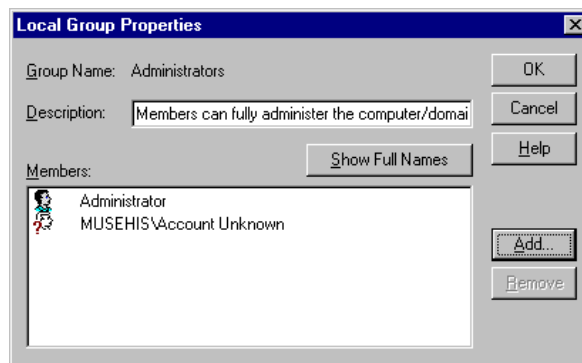 Local Group Properties
Group Name: Administrators
OK
Description: Members can fully administer the computer/domai
Cancel
Help
Show Full Names
Members:
Administrator
MUSEHIS\Account Unknown
Add...
Remove